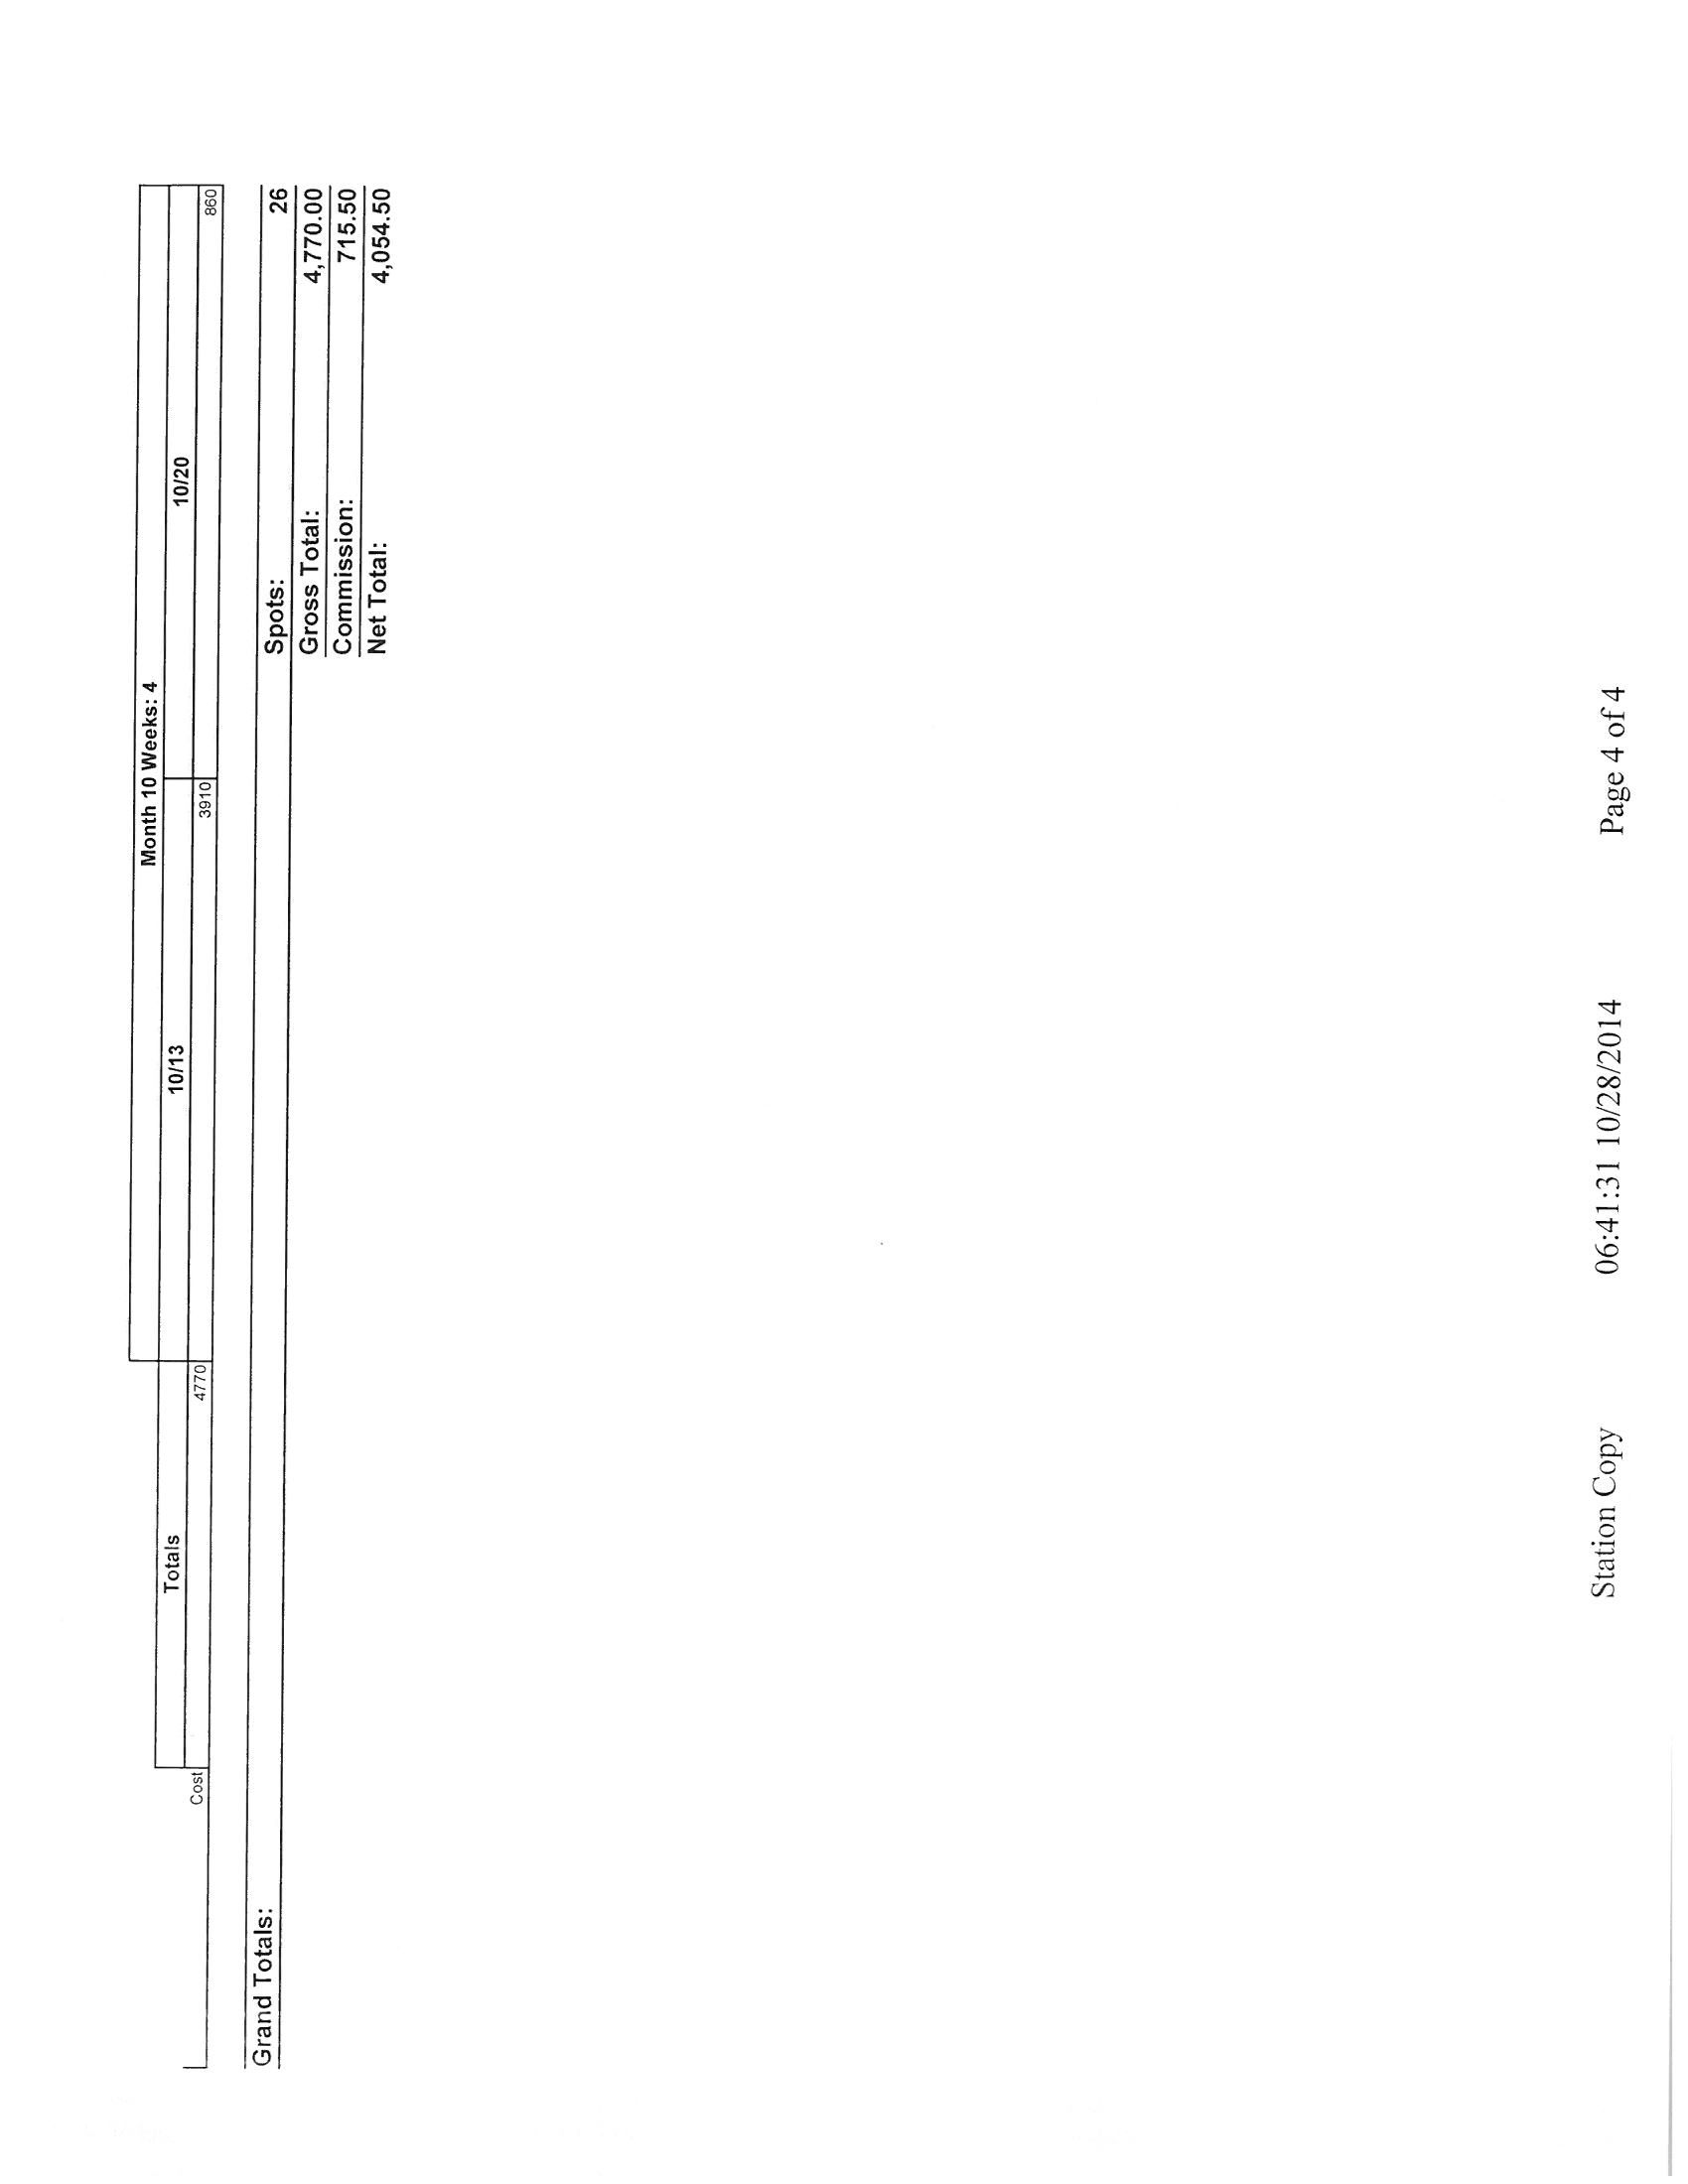 Month 10 Weeks: 4
Totals 10/13 10/20
Cost 4770 3910 860
Grand Totals: Spots: 26
Gross Total: 4,770.00
Commission: 715.50
Net Total: 4,054.50
Station Copy 06:41:31 10/28/2014 Page 4 of 4